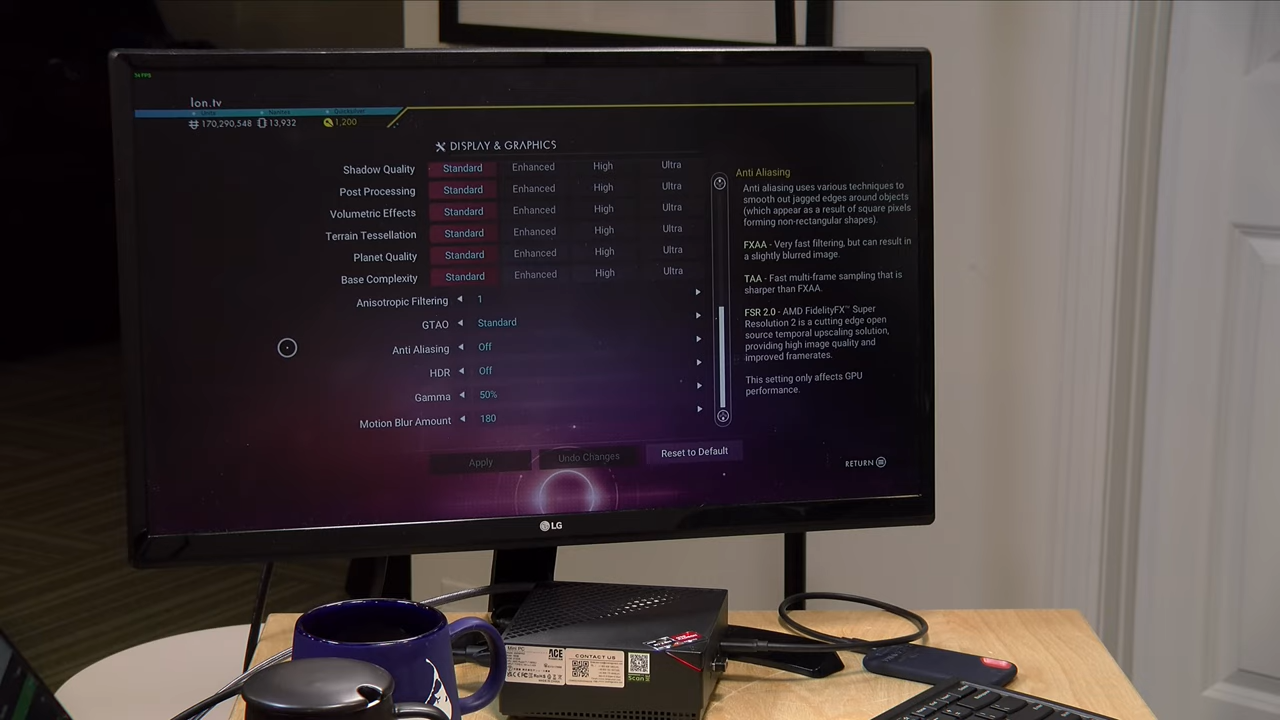 lon.tv
Units
Nanites
Quicksilver
170,290,548 13,932 1,200
DISPLAY & GRAPHICS
Shadow Quality Standard Enhanced High Ultra
Post Processing Standard Enhanced High Ultra
Volumetric Effects Standard Enhanced High Ultra
Terrain Tessellation Standard Enhanced High Ultra
Planet Quality Standard Enhanced High Ultra
Base Complexity Standard Enhanced High Ultra
Anisotropic Filtering 1
GTAO Standard
Anti Aliasing Off
HDR Off
Gamma 50%
Motion Blur Amount 180
Apply Undo Changes Reset to Default
Anti Aliasing
Anti aliasing uses various techniques to
smooth out jagged edges around objects
(which appear as a result of square pixels
forming non-rectangular shapes).
FXAA - Very fast filtering, but can result in
a slightly blurred image.
TAA - Fast multi-frame sampling that is
sharper than FXAA.
FSR 2.0 - AMD FidelityFX™ Super
Resolution 2 is a cutting edge open
source temporal upscaling solution,
providing high image quality and
improved framerates.
This setting only affects GPU
performance.
RETURN
LG
Mini PC
ACE
CONTACT US
Scan